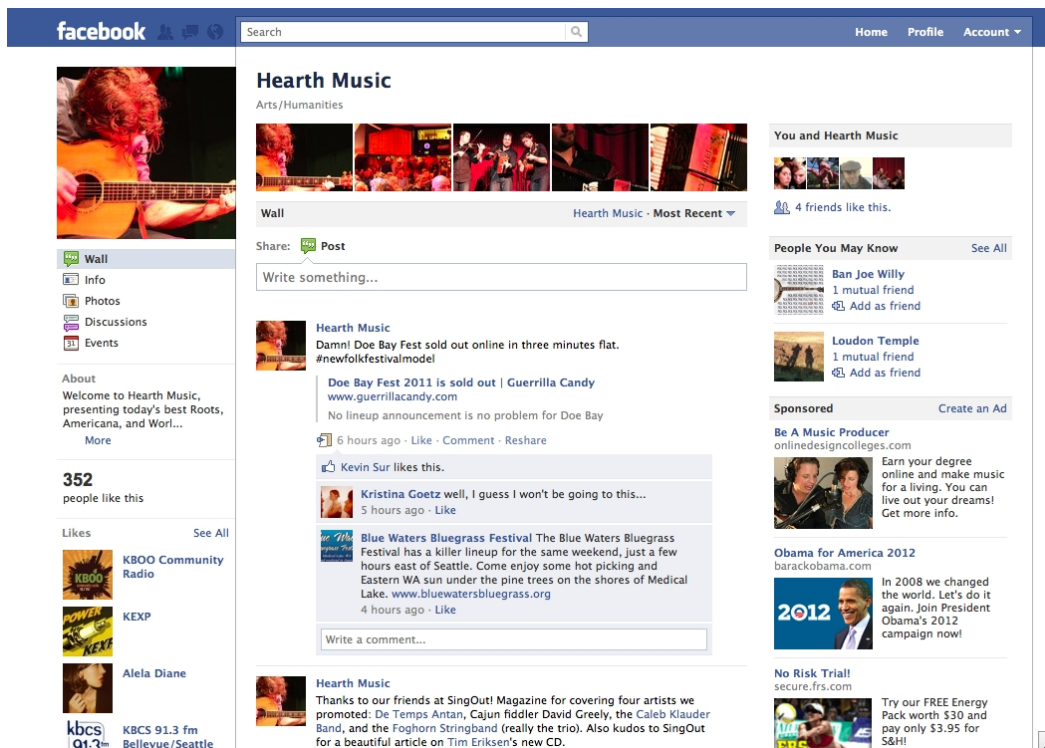 facebook
Search
Home Profile Account
Hearth Music
Arts/Humanities
Wall
Hearth Music · Most Recent
Share: Post
Write something...
Wall
Info
Photos
31 Events
Discussions
About
Welcome to Hearth Music,
presenting today's best Roots,
Americana, and Worl...
More
352
people like this
Likes See All
KBOO
KBOO Community
Radio
POWER
KEXP
KEXP
Alela Diane
kbcs
91.3
KBCS 91.3 fm
Bellevue/Seattle
Hearth Music
Damn! Doe Bay Fest sold out online in three minutes flat.
#newfolkfestivalmodel
Doe Bay Fest 2011 is sold out | Guerrilla Candy
www.guerrillacandy.com
No lineup announcement is no problem for Doe Bay
6 hours ago · Like · Comment · Reshare
Kevin Sur likes this.
Kristina Goetz well, I guess I won't be going to this...
5 hours ago · Like
Blue Waters Bluegrass Festival The Blue Waters Bluegrass
Festival has a killer lineup for the same weekend, just a few
hours east of Seattle. Come enjoy some hot picking and
Eastern WA sun under the pine trees on the shores of Medical
Lake. www.bluewatersbluegrass.org
4 hours ago · Like
Write a comment...
Hearth Music
Thanks to our friends at SingOut! Magazine for covering four artists we
promoted: De Temps Antan, Cajun fiddler David Greely, the Caleb Klauder
Band, and the Foghorn Stringband (really the trio). Also kudos to SingOut
for a beautiful article on Tim Eriksen's new CD.
You and Hearth Music
4 friends like this.
People You May Know See All
Ban Joe Willy
1 mutual friend
Add as friend
Loudon Temple
1 mutual friend
Add as friend
Sponsored Create an Ad
Be A Music Producer
onlinedesigncolleges.com
Earn your degree
online and make music
for a living. You can
live out your dreams!
Get more info.
Obama for America 2012
barackobama.com
2012
In 2008 we changed
the world. Let's do it
again. Join President
Obama's 2012
campaign now!
No Risk Trial!
secure.frs.com
Try our FREE Energy
Pack worth $30 and
pay only $3.95 for
S&H!